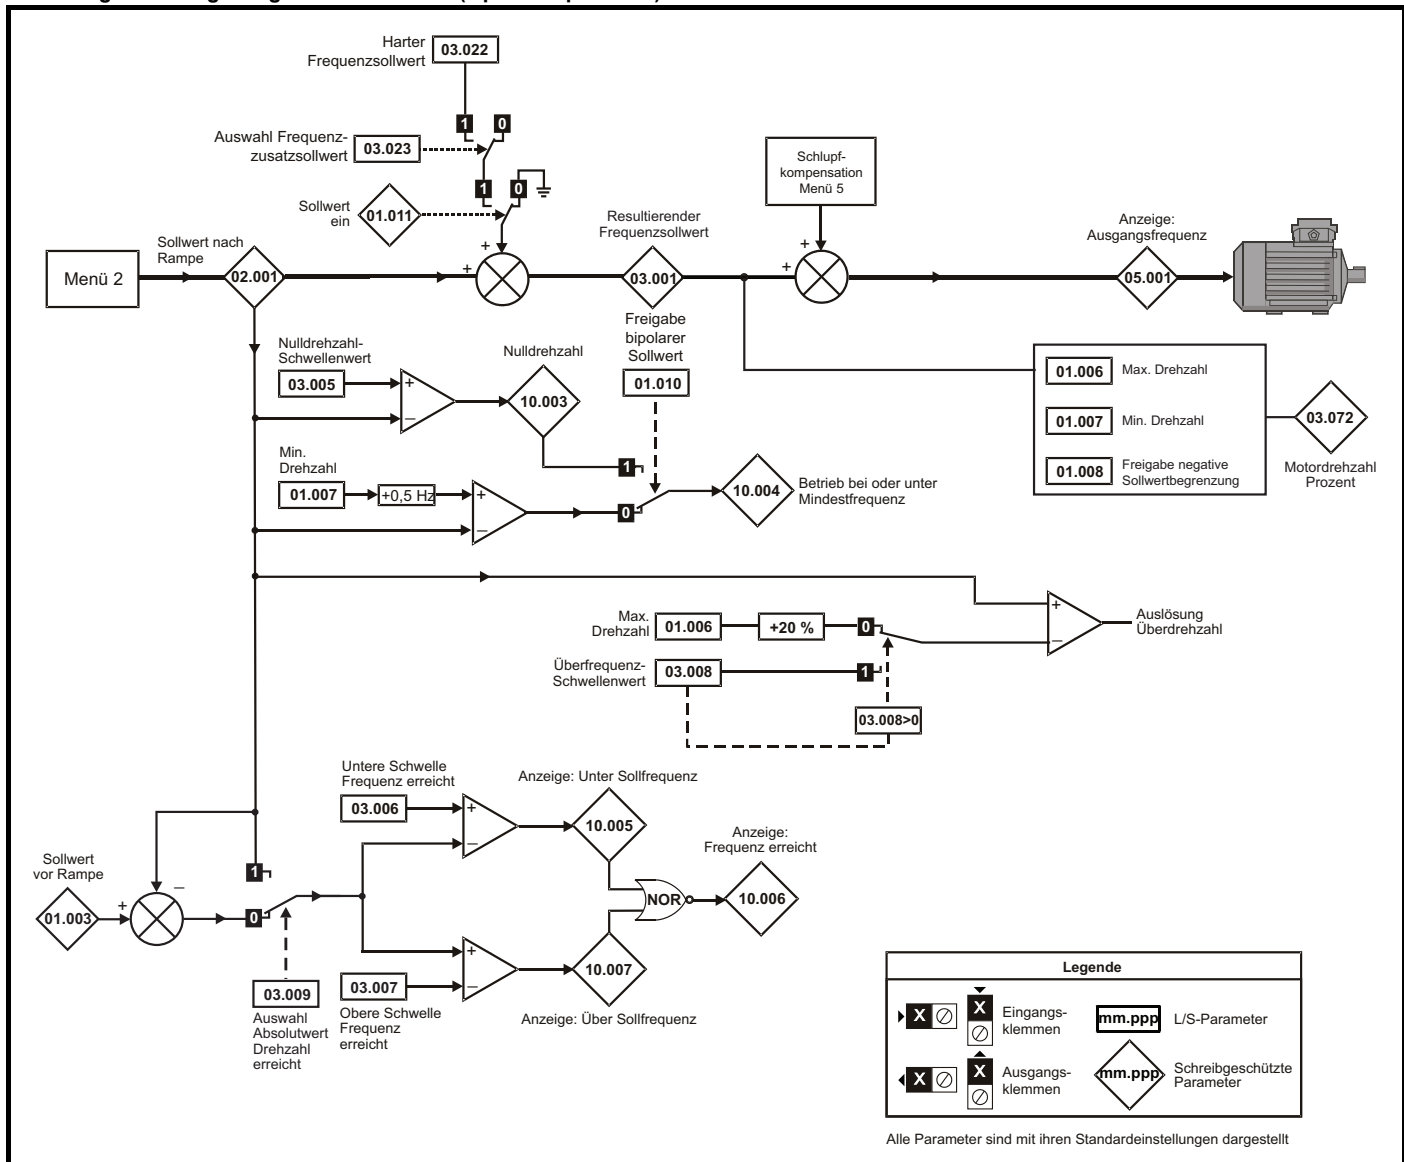 Harter
Frequenzsollwert
03.022
1 0
Auswahl Frequenz-
zusatzsollwert
03.023
1 0
Sollwert
ein
01.011
Schlupf-
kompensation
Menü 5
Resultierender
Frequenzsollwert
Anzeige:
Ausgangsfrequenz
Sollwert nach
Rampe
Menü 2
02.001
+
+
03.001
+
+
05.001
Freigabe
bipolarer
Sollwert
01.010
Nulldrehzahl-
Schwellenwert
03.005
+
–
Nulldrehzahl
10.003
1
Min.
Drehzahl
01.007
+0,5 Hz
+
–
0
10.004
Betrieb bei oder unter
Mindestfrequenz
01.006
Max. Drehzahl
01.007
Min. Drehzahl
01.008
Freigabe negative
Sollwertbegrenzung
03.072
Motordrehzahl
Prozent
Max.
Drehzahl
01.006
+20 %
0
+
–
Auslösung
Überdrehzahl
Überfrequenz-
Schwellenwert
03.008
1
03.008>0
Untere Schwelle
Frequenz erreicht
03.006
+
–
Anzeige: Unter Sollfrequenz
10.005
Anzeige:
Frequenz erreicht
NOR
10.006
Sollwert
vor Rampe
01.003
+
–
1
0
03.009
Auswahl
Absolutwert
Drehzahl
erreicht
03.007
+
–
Obere Schwelle
Frequenz
erreicht
10.007
Anzeige: Über Sollfrequenz
Legende
X
X
Eingangs-
klemmen
mm.ppp
L/S-Parameter
X
X
Ausgangs-
klemmen
mm.ppp
Schreibgeschützte
Parameter
Alle Parameter sind mit ihren Standardeinstellungen dargestellt